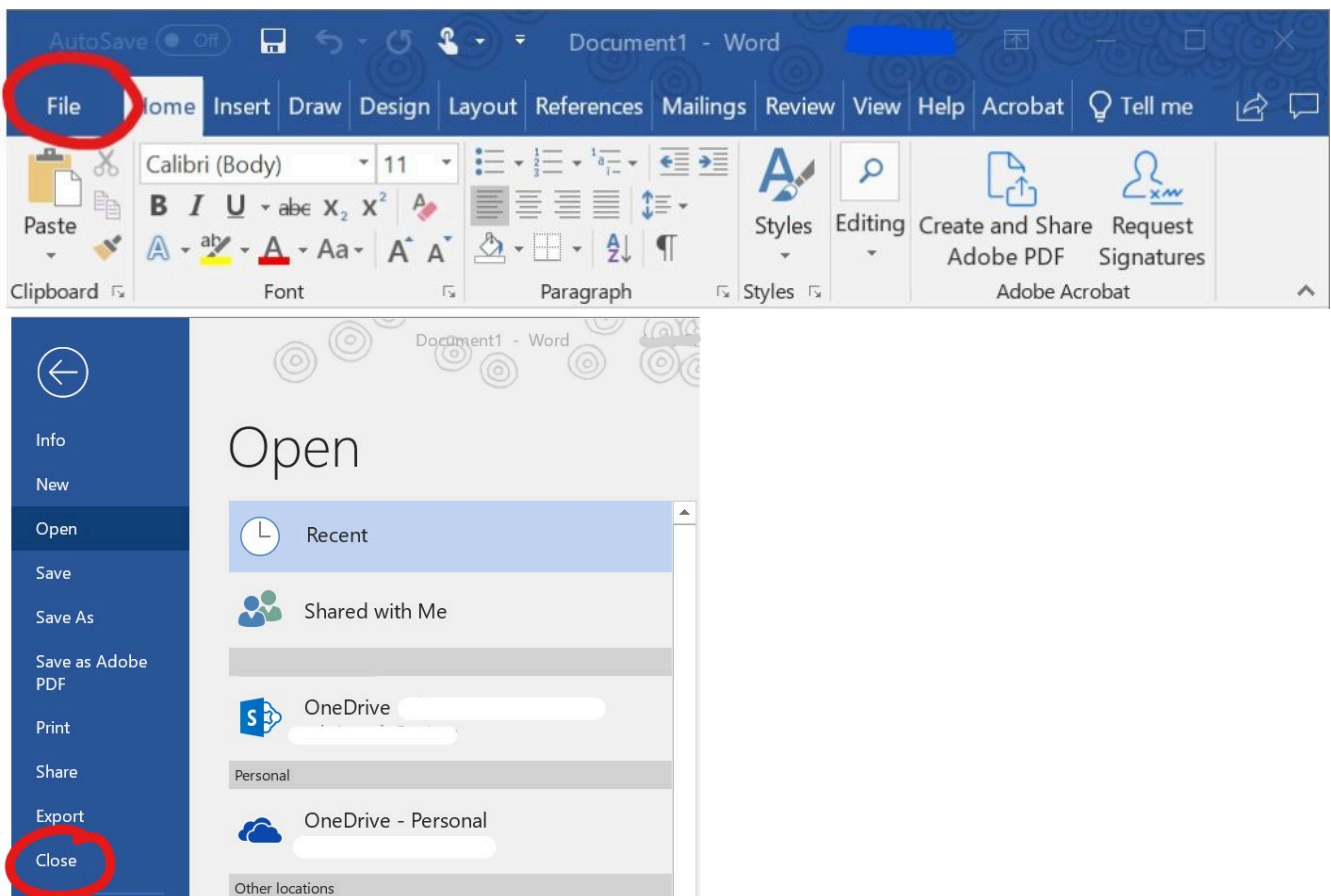 AutoSave Off Document1 - Word
File Home Insert Draw Design Layout References Mailings Review View Help Acrobat Tell me
Calibri (Body) 11
Paste
B I U abc X2 X2
A ab A Aa A A
Styles
Editing
Create and Share
Adobe PDF
Request
Signatures
Clipboard Font Paragraph Styles Adobe Acrobat
Document1 - Word
Open
Info
New
Open
Save
Save As
Save as Adobe
PDF
Print
Share
Export
Close
Recent
Shared with Me
OneDrive
Personal
OneDrive - Personal
Other locations